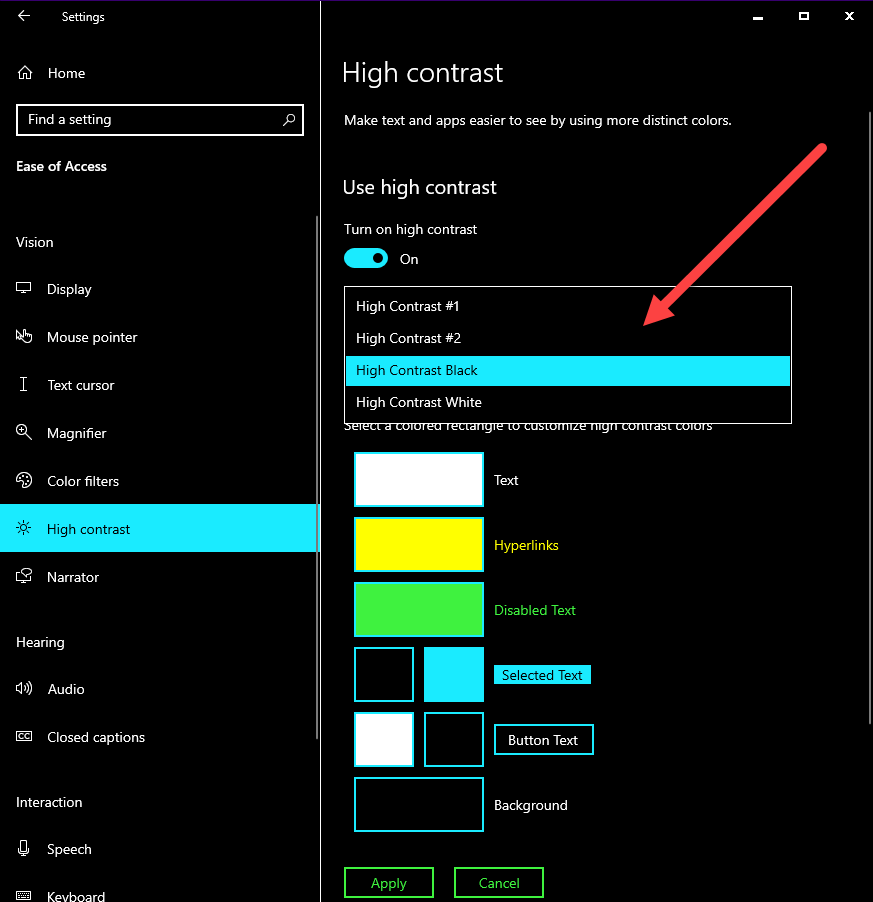 Settings
Home
Find a setting
Ease of Access
Vision
Display
Mouse pointer
Text cursor
Magnifier
Color filters
High contrast
Narrator
Hearing
Audio
CC Closed captions
Interaction
Speech
Keyboard
High contrast
Make text and apps easier to see by using more distinct colors.
Use high contrast
Turn on high contrast
On
High Contrast #1
High Contrast #2
High Contrast Black
High Contrast White
Select a colored rectangle to customize high contrast colors
Text
Hyperlinks
Disabled Text
Selected Text
Button Text
Background
Apply
Cancel